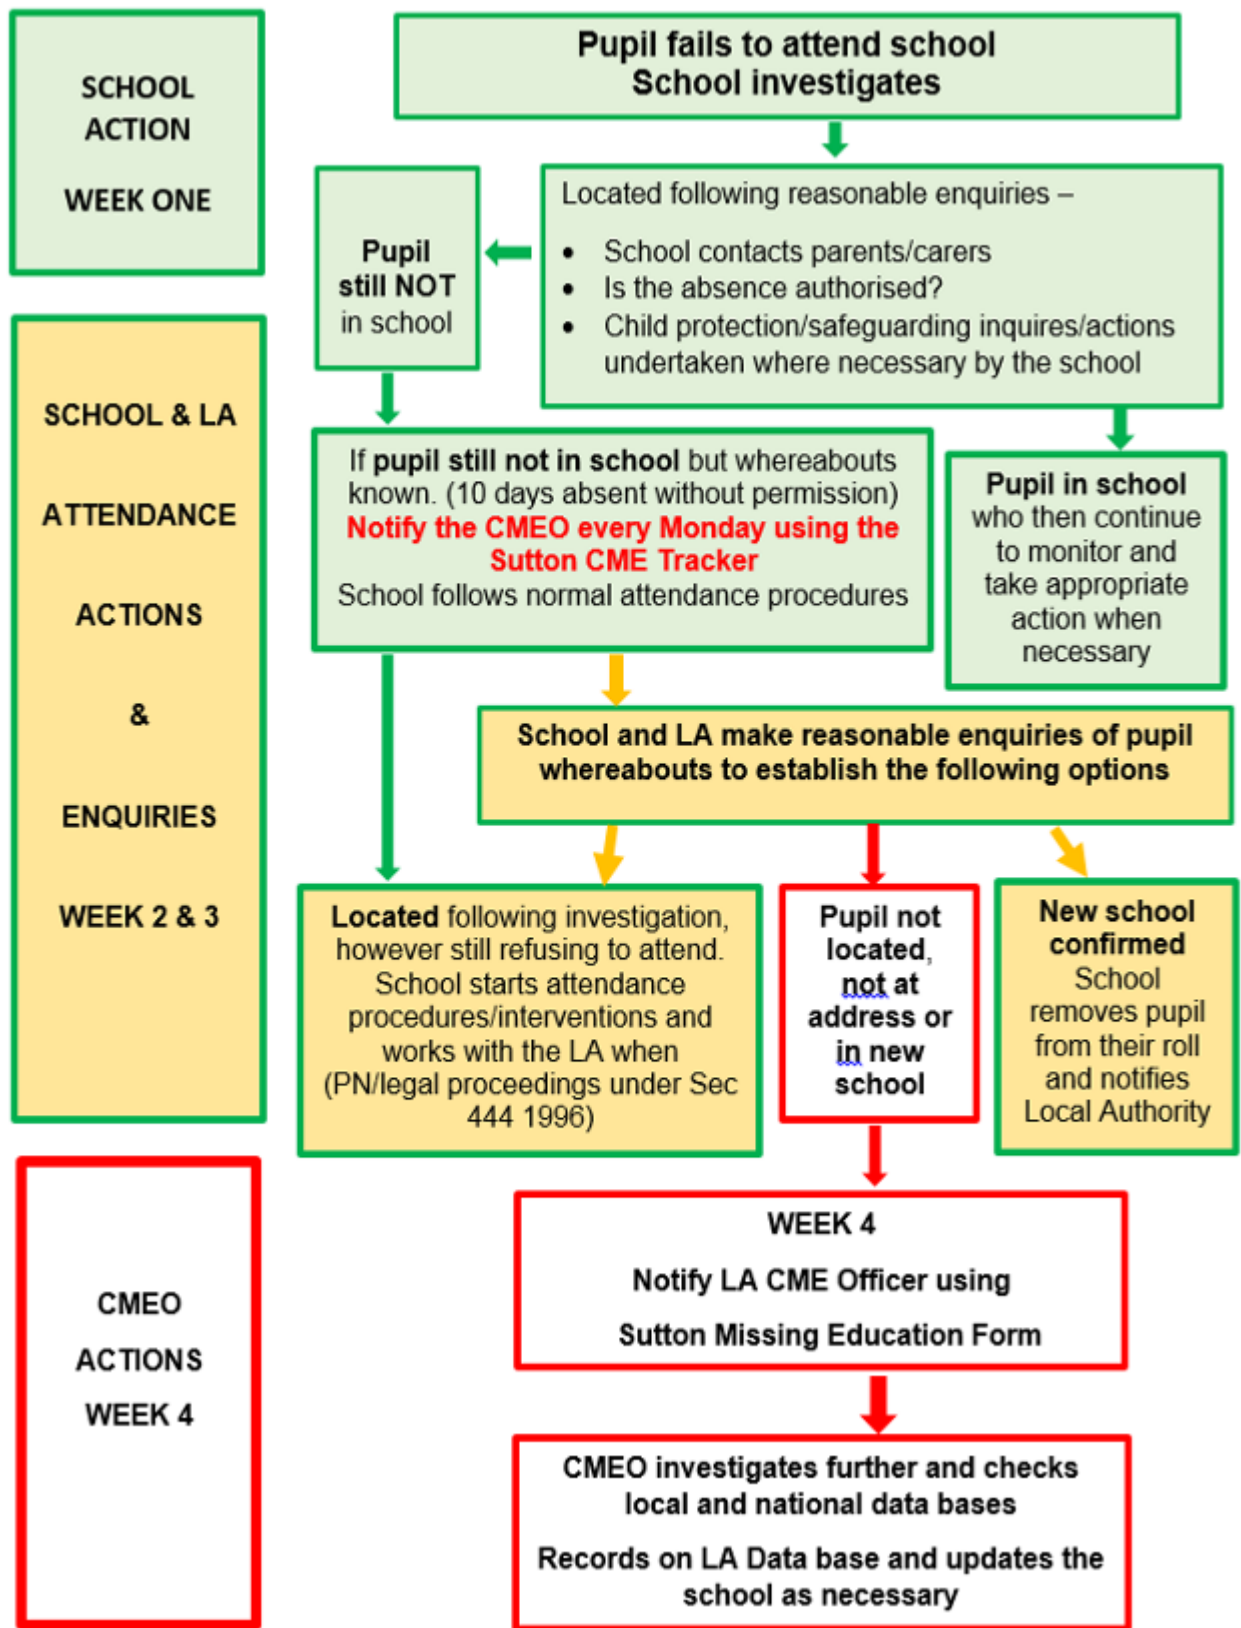 SCHOOL
ACTION
WEEK ONE
Pupil fails to attend school
School investigates
Located following reasonable enquiries –
• School contacts parents/carers
• Is the absence authorised?
• Child protection/safeguarding inquires/actions
undertaken where necessary by the school
Pupil
still NOT
in school
SCHOOL & LA
ATTENDANCE
ACTIONS
&
ENQUIRIES
WEEK 2 & 3
If pupil still not in school but whereabouts
known. (10 days absent without permission)
Notify the CMEO every Monday using the
Sutton CME Tracker
School follows normal attendance procedures
Pupil in school
who then continue
to monitor and
take appropriate
action when
necessary
School and LA make reasonable enquiries of pupil
whereabouts to establish the following options
Located following investigation,
however still refusing to attend.
School starts attendance
procedures/interventions and
works with the LA when
(PN/legal proceedings under Sec
444 1996)
Pupil not
located,
not at
address or
in new
school
New school
confirmed
School
removes pupil
from their roll
and notifies
Local Authority
CMEO
ACTIONS
WEEK 4
WEEK 4
Notify LA CME Officer using
Sutton Missing Education Form
CMEO investigates further and checks
local and national data bases
Records on LA Data base and updates the
school as necessary